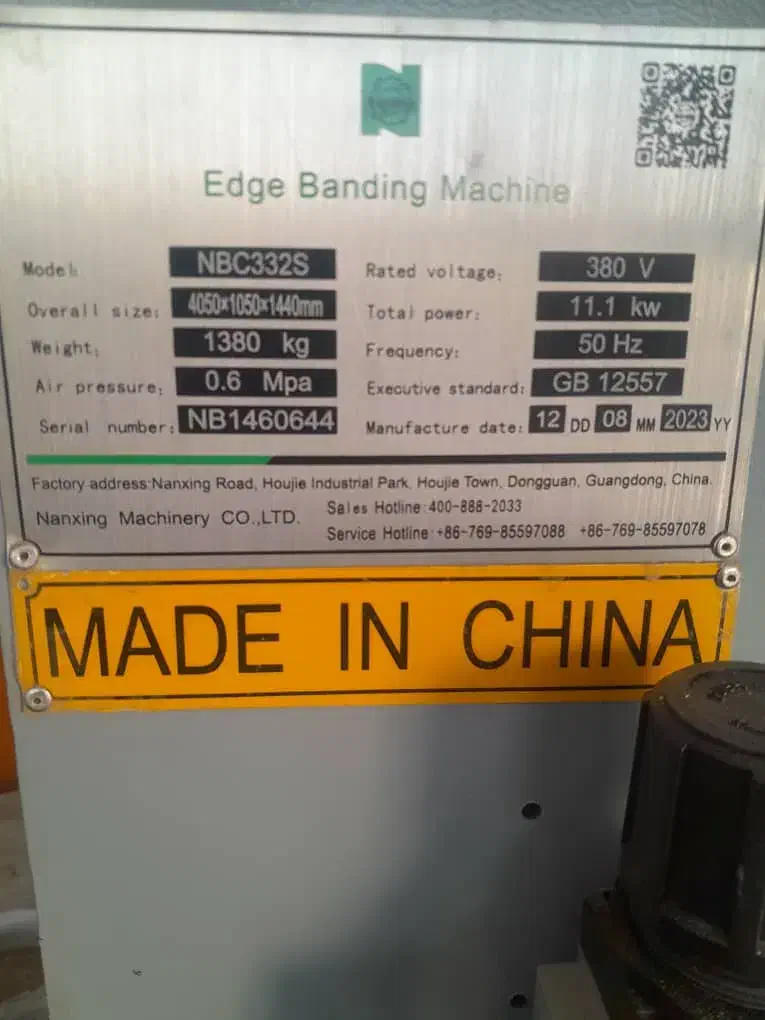 Edge Banding Machine
Model: NBC332S Rated voltage: 380 V
Overall size: 4050×1050×1440mm Total power: 11.1 kw
Weight: 1380 kg Frequency: 50 Hz
Air pressure: 0.6 Mpa Executive standard: GB 12557
Serial number: NB1460644 Manufacture date: 12 DD 08 MM 2023 YY
Factory address:Nanxing Road, Houjie Industrial Park, Houjie Town, Dongguan, Guangdong, China.
Nanxing Machinery CO.,LTD. Sales Hotline:400-888-2033
Service Hotline:+86-769-85597088 +86-769-85597078
MADE IN CHINA